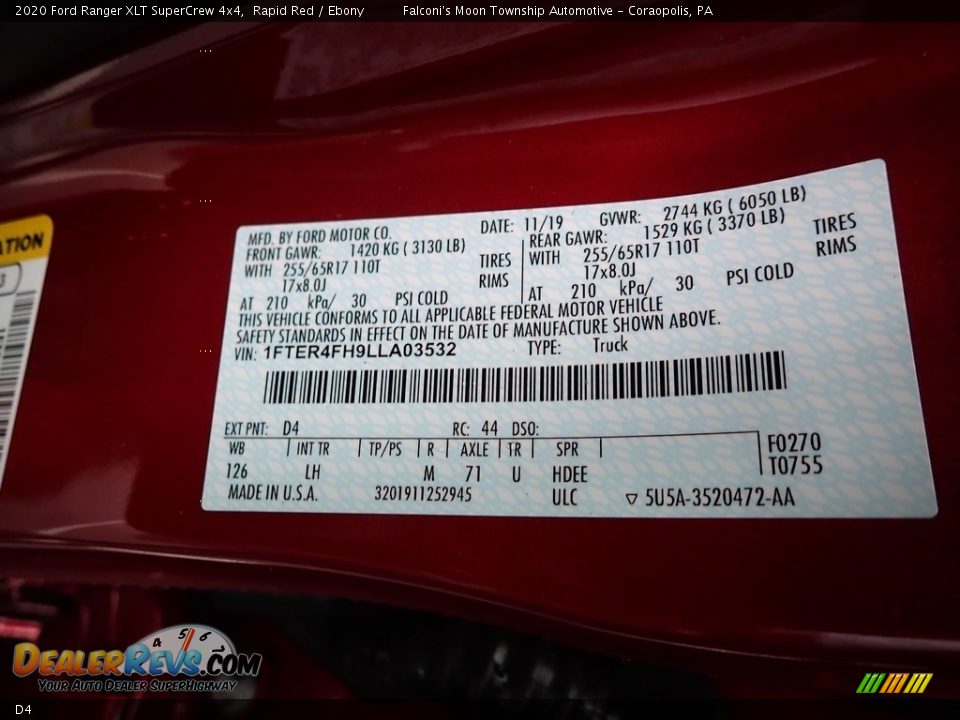 2020 Ford Ranger XLT SuperCrew 4x4, Rapid Red / Ebony Falconi's Moon Township Automotive - Coraopolis, PA
ATION
MFD. BY FORD MOTOR CO. DATE: 11/19 GVWR: 2744 KG ( 6050 LB)
FRONT GAWR: 1420 KG ( 3130 LB) REAR GAWR: 1529 KG ( 3370 LB)
WITH 255/65R17 110T TIRES WITH 255/65R17 110T TIRES
17x8.0J RIMS 17x8.0J RIMS
AT 210 kPa/ 30 PSI COLD AT 210 kPa/ 30 PSI COLD
THIS VEHICLE CONFORMS TO ALL APPLICABLE FEDERAL MOTOR VEHICLE
SAFETY STANDARDS IN EFFECT ON THE DATE OF MANUFACTURE SHOWN ABOVE.
VIN: 1FTER4FH9LLA03532 TYPE: Truck
EXT PNT: D4 RC: 44 DSO:
WB INT TR TP/PS R AXLE TR SPR F0270
126 LH M 71 U HDEE T0755
MADE IN U.S.A. 3201911252945 ULC ▽ 5U5A-3520472-AA
4 5 6
DEALERREVS.COM
YOUR AUTO DEALER SUPERHIGHWAY
D4